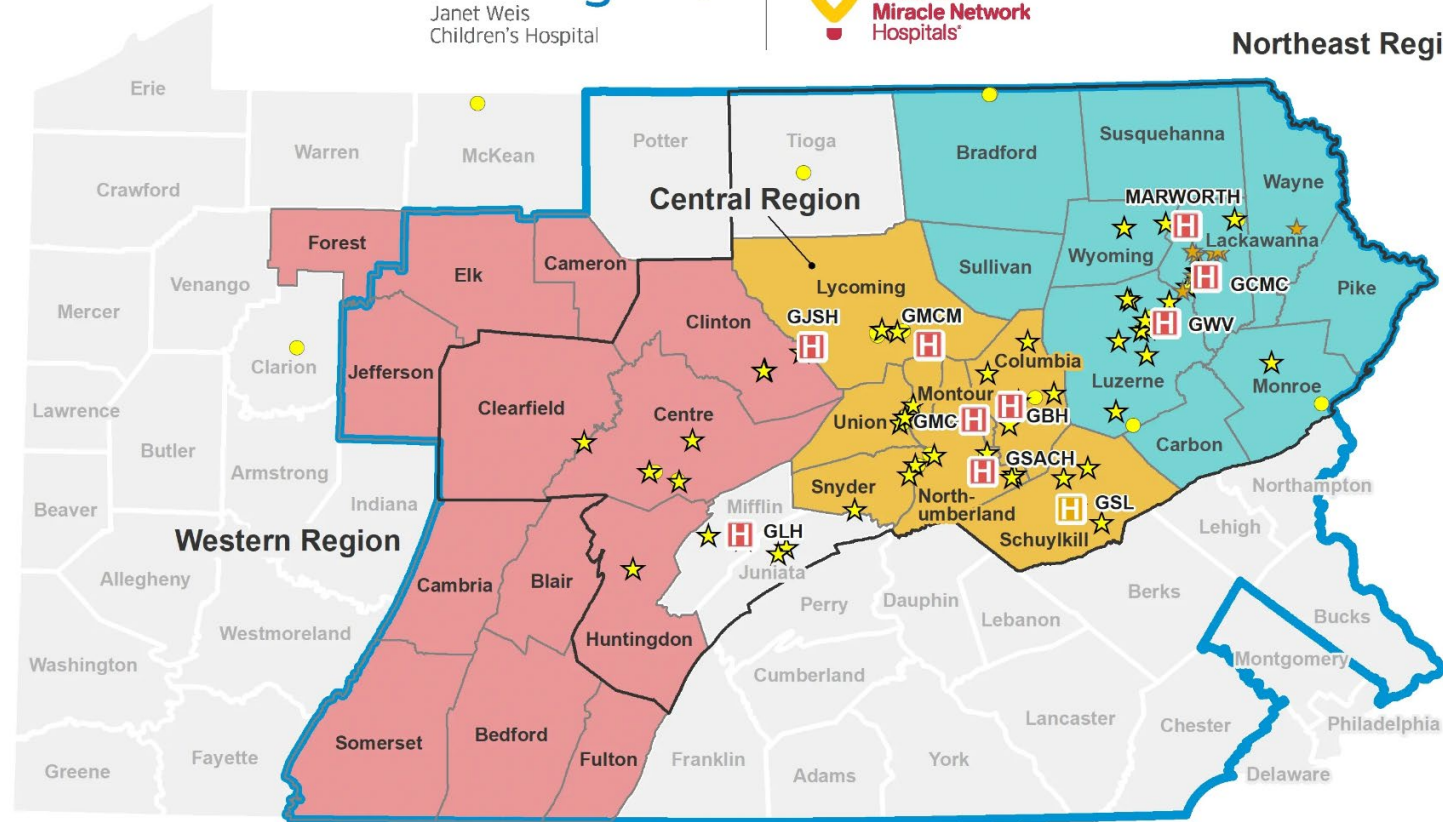 Janet Weis
Children's Hospital
Miracle Network
Hospitals®
Northeast Regi
Erie
Warren
McKean
Potter
Tioga
Bradford
Susquehanna
Wayne
Crawford
Central Region
MARWORTH
Forest
Elk
Cameron
Venango
Mercer
Lycoming
Sullivan
Wyoming
Lackawanna
GCMC
Pike
Clinton
GJSH
GMCM
GWV
Clarion
Jefferson
Columbia
Luzerne
Monroe
Lawrence
Clearfield
Centre
Montour
Union
GMC
GBH
Carbon
Butler
Armstrong
Indiana
Beaver
Western Region
Snyder
North-
umberland
GSACH
GSL
Schuylkill
Northampton
Lehigh
Mifflin
GLH
Juniata
Allegheny
Cambria
Blair
Perry
Dauphin
Lebanon
Berks
Bucks
Westmoreland
Huntingdon
Washington
Cumberland
Montgomery
Somerset
Bedford
Fulton
Franklin
Adams
York
Lancaster
Chester
Philadelphia
Delaware
Greene
Fayette
H
H
H
H
H
H
H
H
H
H